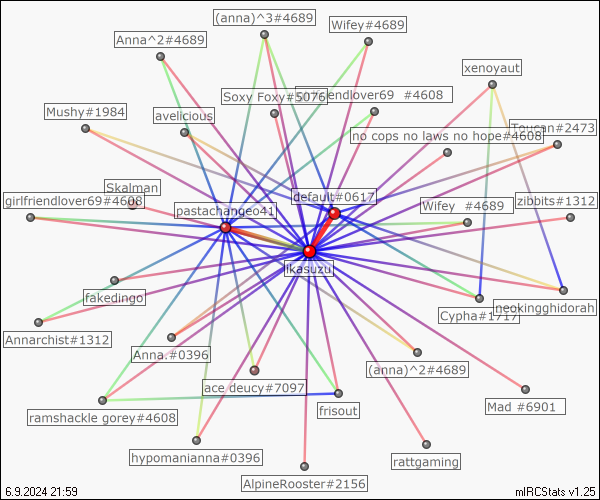 (anna)^3#4689
Wifey#4689
Anna^2#4689
xenoyaut
Soxy Foxy#5076
endlover69 #4608
Mushy#1984
avelicious
Toucan#2473
no cops no laws no hope#4608
Skalman
default#0617
girlfriendlover69#4608
zibbits#1312
pastachangeo41
Wifey #4689
ikasuzu
fakedingo
neokingghidorah
Cypha#1717
Annarchist#1312
Anna.#0396
(anna)^2#4689
ace deucy#7097
Mad #6901
frisout
ramshackle gorey#4608
hypomanianna#0396
rattgaming
AlpineRooster#2156
6.9.2024 21:59
mIRCStats v1.25